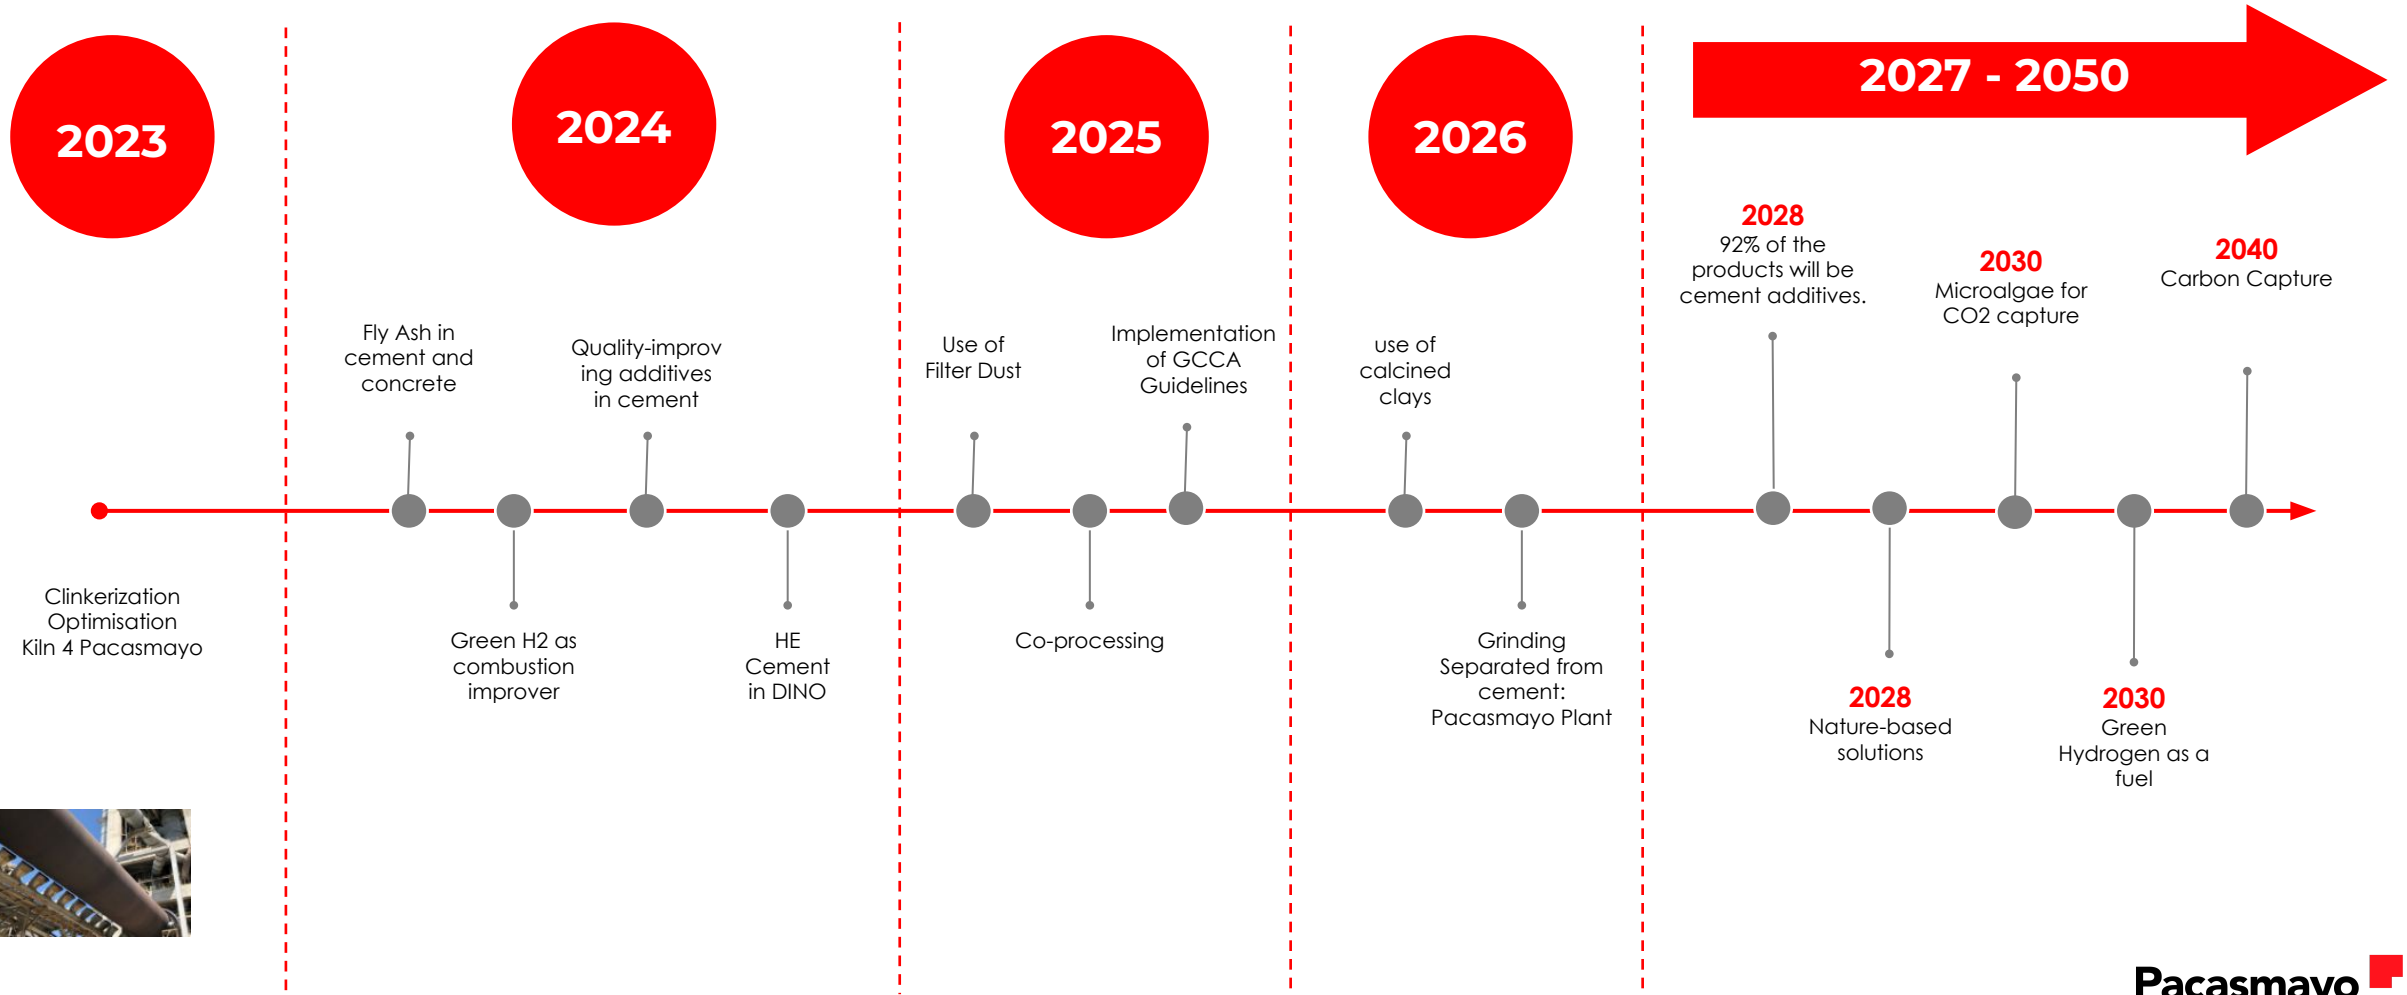 2023
2024
2025
2026
2027 - 2050
Clinkerization
Optimisation
Kiln 4 Pacasmayo
Fly Ash in
cement and
concrete
Green H2 as
combustion
improver
Quality-improv
ing additives
in cement
HE
Cement
in DINO
Use of
Filter Dust
Co-processing
Implementation
of GCCA
Guidelines
use of
calcined
clays
Grinding
Separated from
cement:
Pacasmayo Plant
2028
92% of the
products will be
cement additives.
2028
Nature-based
solutions
2030
Microalgae for
CO2 capture
2030
Green
Hydrogen as a
fuel
2040
Carbon Capture
Pacasmayo